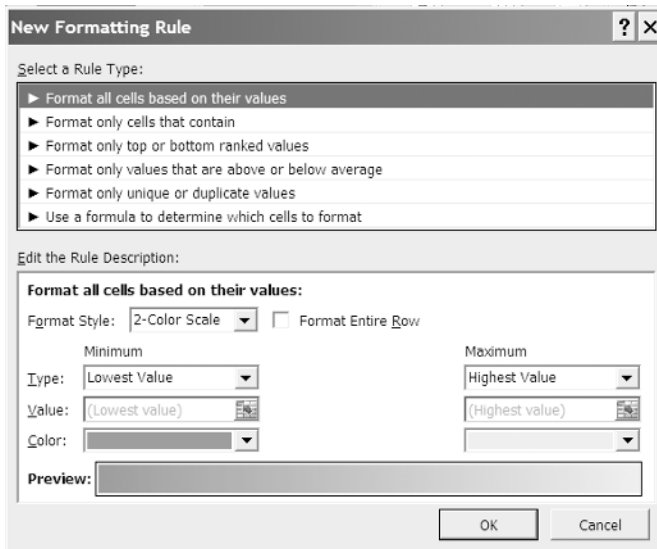 New Formatting Rule ? X
Select a Rule Type:
► Format all cells based on their values
► Format only cells that contain
► Format only top or bottom ranked values
► Format only values that are above or below average
► Format only unique or duplicate values
► Use a formula to determine which cells to format
Edit the Rule Description:
Format all cells based on their values:
Format Style: 2-Color Scale Format Entire Row
Minimum Maximum
Type: Lowest Value Highest Value
Value: (Lowest value) (Highest value)
Color:
Preview:
OK Cancel